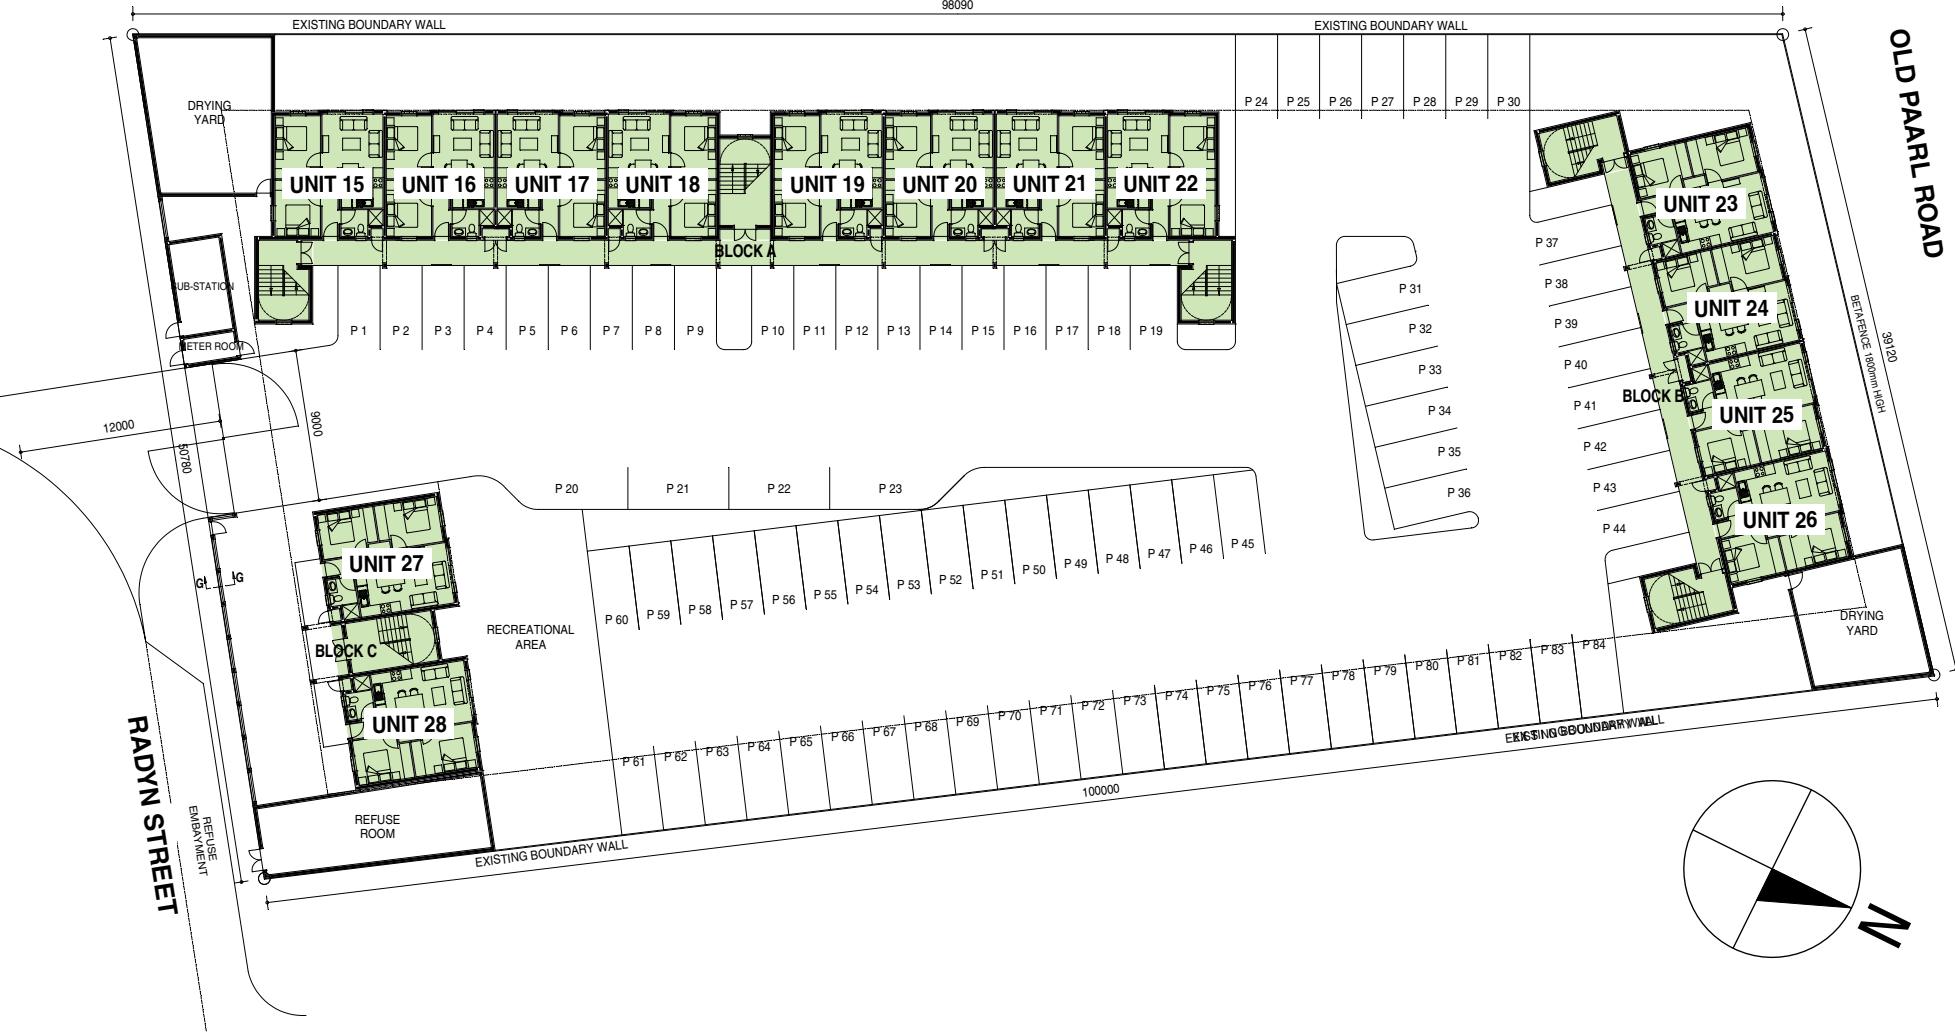 98090
EXISTING BOUNDARY WALL
EXISTING BOUNDARY WALL
OLD PAARL ROAD
DRYING
YARD
P 24
P 25
P 26
P 27
P 28
P 29
P 30
UNIT 15
UNIT 16
UNIT 17
UNIT 18
UNIT 19
UNIT 20
UNIT 21
UNIT 22
UNIT 23
BLOCK A
P 37
SUB-STATION
P 31
P 38
UNIT 24
BETAFENCE 1800mm HIGH
39120
P 1
P 2
P 3
P 4
P 5
P 6
P 7
P 8
P 9
P 10
P 11
P 12
P 13
P 14
P 15
P 16
P 17
P 18
P 19
P 32
P 39
METER ROOM
P 33
P 40
BLOCK B
P 34
P 41
UNIT 25
12000
9000
50780
P 35
P 42
P 20
P 21
P 22
P 23
P 36
P 43
P 44
UNIT 26
UNIT 27
P 60
P 59
P 58
P 57
P 56
P 55
P 54
P 53
P 52
P 51
P 50
P 49
P 48
P 47
P 46
P 45
G
G
RECREATIONAL
AREA
DRYING
YARD
BLOCK C
UNIT 28
P 61
P 62
P 63
P 64
P 65
P 66
P 67
P 68
P 69
P 70
P 71
P 72
P 73
P 74
P 75
P 76
P 77
P 78
P 79
P 80
P 81
P 82
P 83
P 84
EXISTING BOUNDARY WALL
100000
RADYN STREET
REFUSE
EMBAYMENT
REFUSE
ROOM
EXISTING BOUNDARY WALL
N